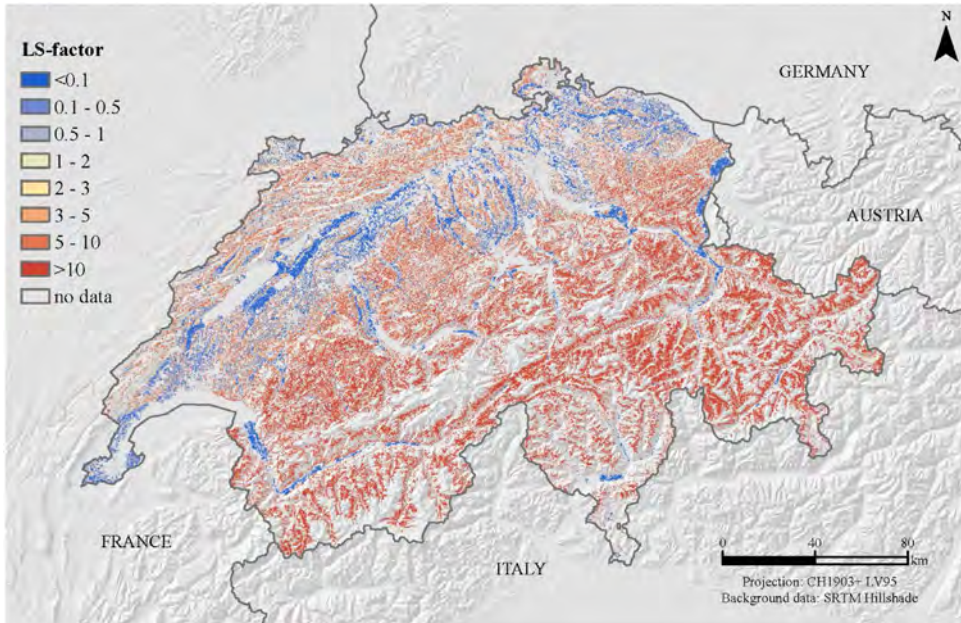 N
LS-factor
<0.1
0.1 - 0.5
0.5 - 1
1 - 2
2 - 3
3 - 5
5 - 10
>10
no data
GERMANY
AUSTRIA
FRANCE
ITALY
0 40 80
km
Projection: CH1903+ LV95
Background data: SRTM Hillshade